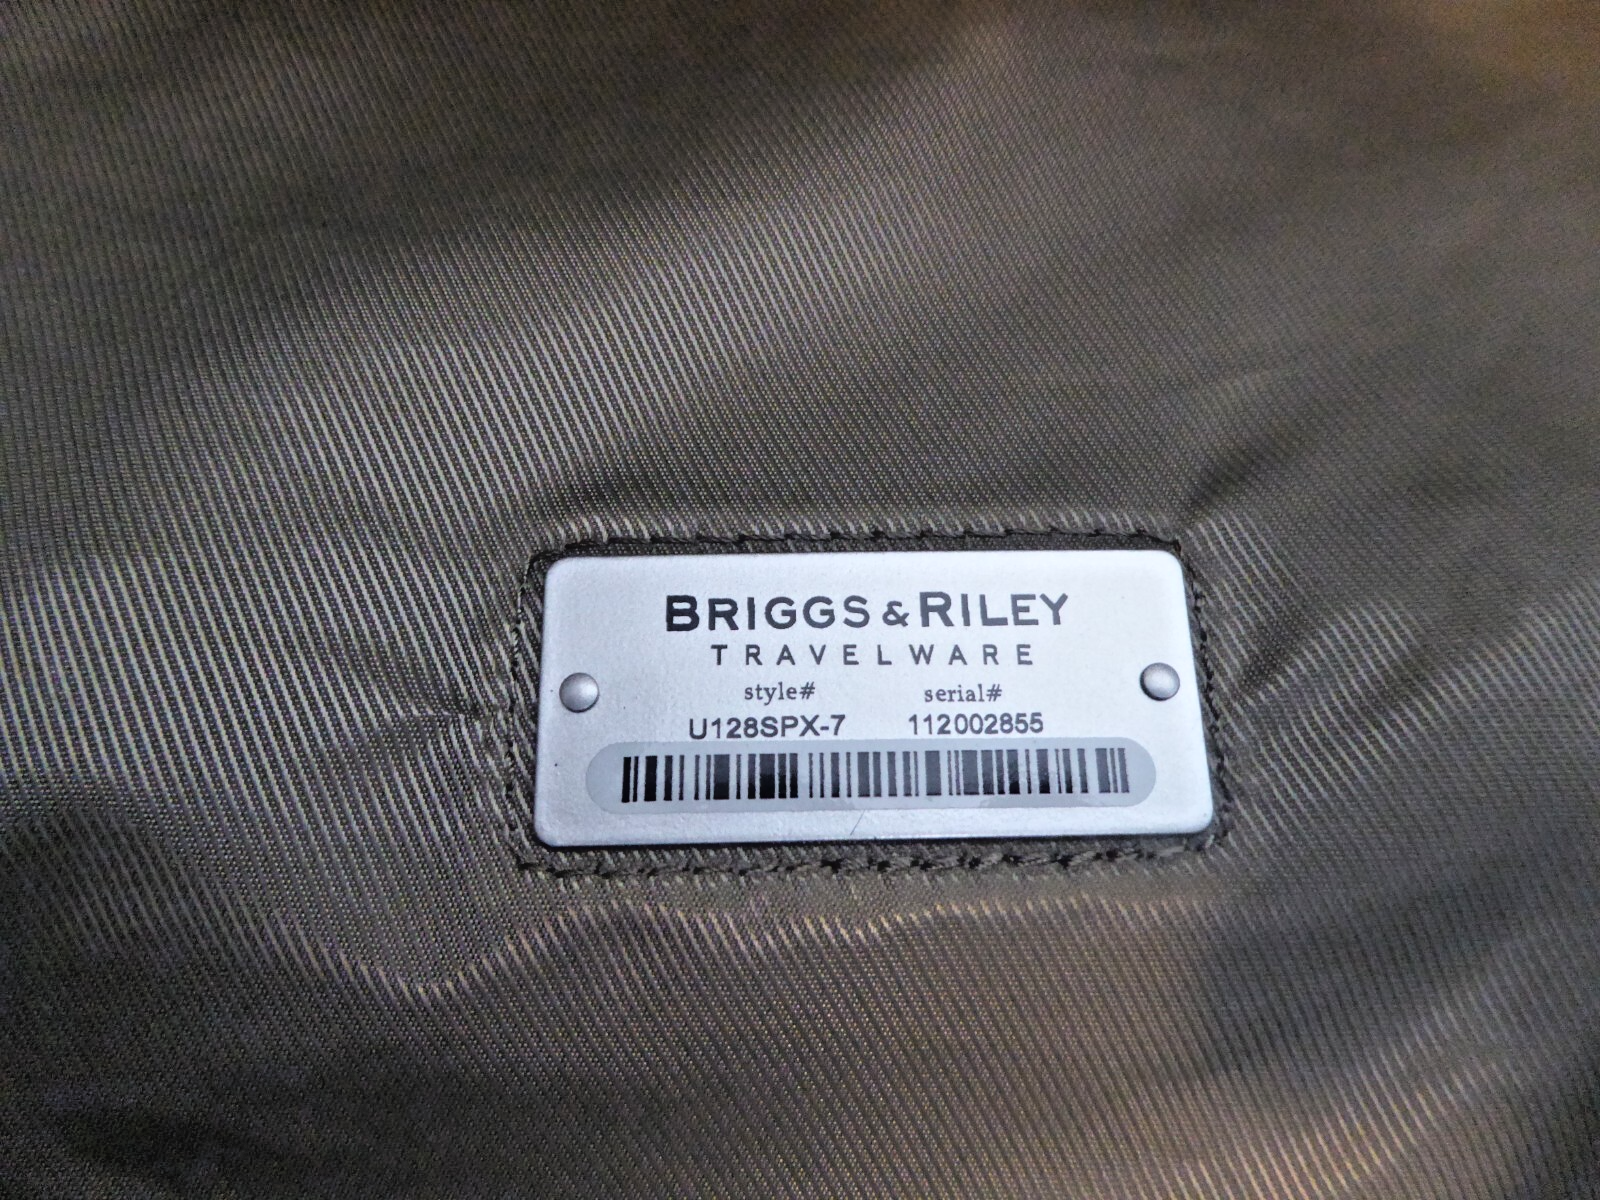 BRIGGS & RILEY
TRAVELWARE
style# serial#
U128SPX-7 112002855